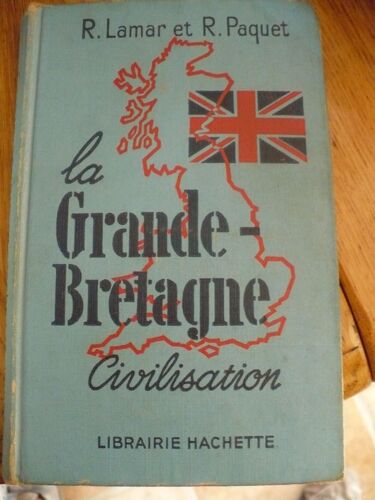 R. Lamar et R. Paquet
la
Grande-
Bretagne
Civilisation
LIBRAIRIE HACHETTE